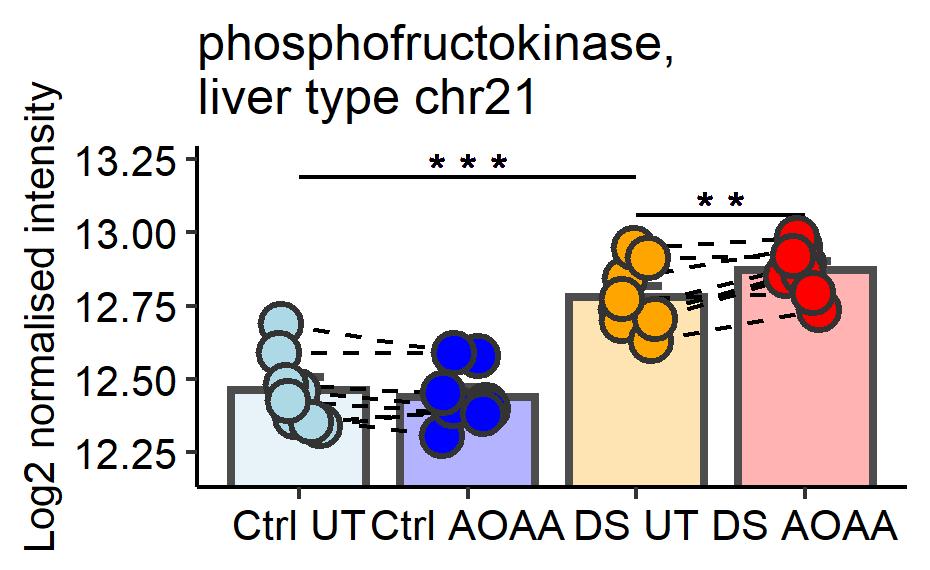 phosphofructokinase,
liver type chr21
Log2 normalised intensity
13.25
13.00
12.75
12.50
12.25
* * *
* *
Ctrl UT Ctrl AOAA DS UT DS AOAA